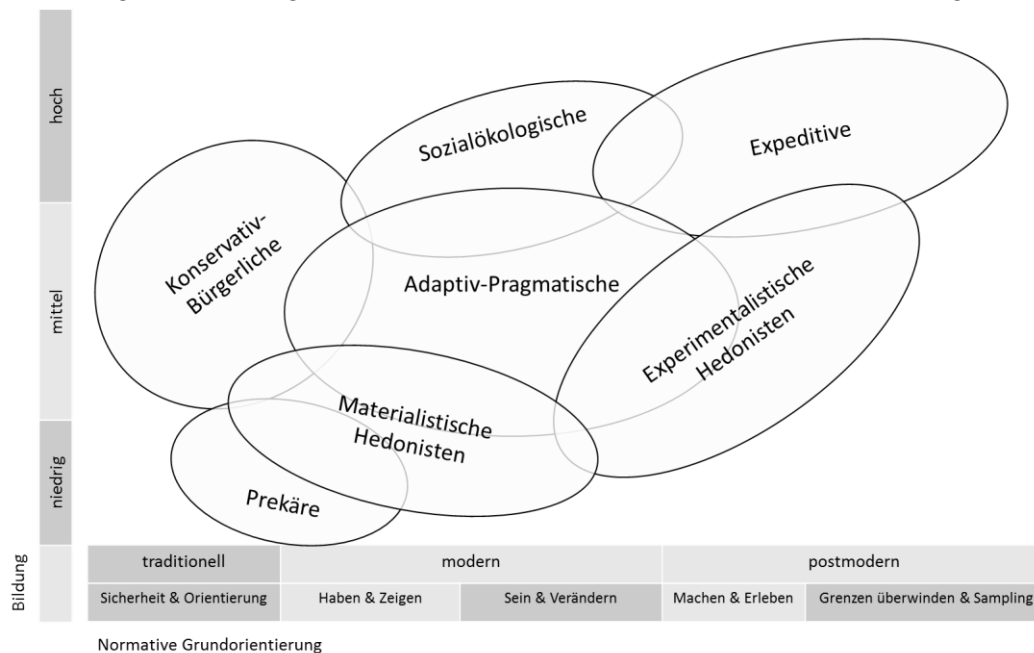 hoch
mittel
niedrig
Bildung
Sozialökologische
Expeditive
Konservativ-
Bürgerliche
Adaptiv-Pragmatische
Experimentalistische
Hedonisten
Materialistische
Hedonisten
Prekäre
traditionell
modern
postmodern
Sicherheit & Orientierung
Haben & Zeigen
Sein & Verändern
Machen & Erleben
Grenzen überwinden & Sampling
Normative Grundorientierung